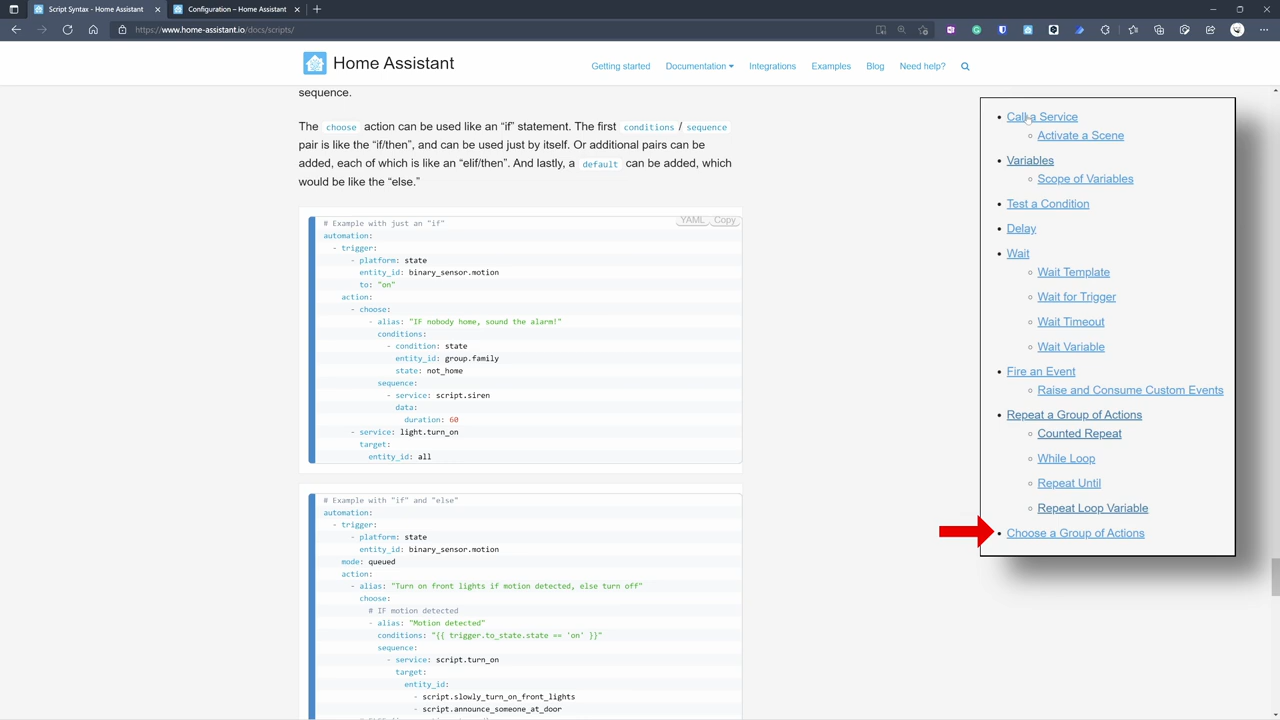 Script Syntax - Home Assistant
Configuration – Home Assistant
https://www.home-assistant.io/docs/scripts/
Home Assistant
Getting started
Documentation
Integrations
Examples
Blog
Need help?
sequence.
The choose action can be used like an “if” statement. The first conditions / sequence
pair is like the “if/then”, and can be used just by itself. Or additional pairs can be
added, each of which is like an “elif/then”. And lastly, a default can be added, which
would be like the “else.”
YAML Copy
# Example with just an "if"
automation:
- trigger:
- platform: state
entity_id: binary_sensor.motion
to: "on"
action:
- choose:
- alias: "IF nobody home, sound the alarm!"
conditions:
- condition: state
entity_id: group.family
state: not_home
sequence:
- service: script.siren
data:
duration: 60
- service: light.turn_on
target:
entity_id: all
# Example with "if" and "else"
automation:
- trigger:
- platform: state
entity_id: binary_sensor.motion
mode: queued
action:
- alias: "Turn on front lights if motion detected, else turn off"
choose:
# IF motion detected
- alias: "Motion detected"
conditions: "{{ trigger.to_state.state == 'on' }}"
sequence:
- service: script.turn_on
target:
entity_id:
- script.slowly_turn_on_front_lights
- script.announce_someone_at_door
Call a Service
Activate a Scene
Variables
Scope of Variables
Test a Condition
Delay
Wait
Wait Template
Wait for Trigger
Wait Timeout
Wait Variable
Fire an Event
Raise and Consume Custom Events
Repeat a Group of Actions
Counted Repeat
While Loop
Repeat Until
Repeat Loop Variable
Choose a Group of Actions